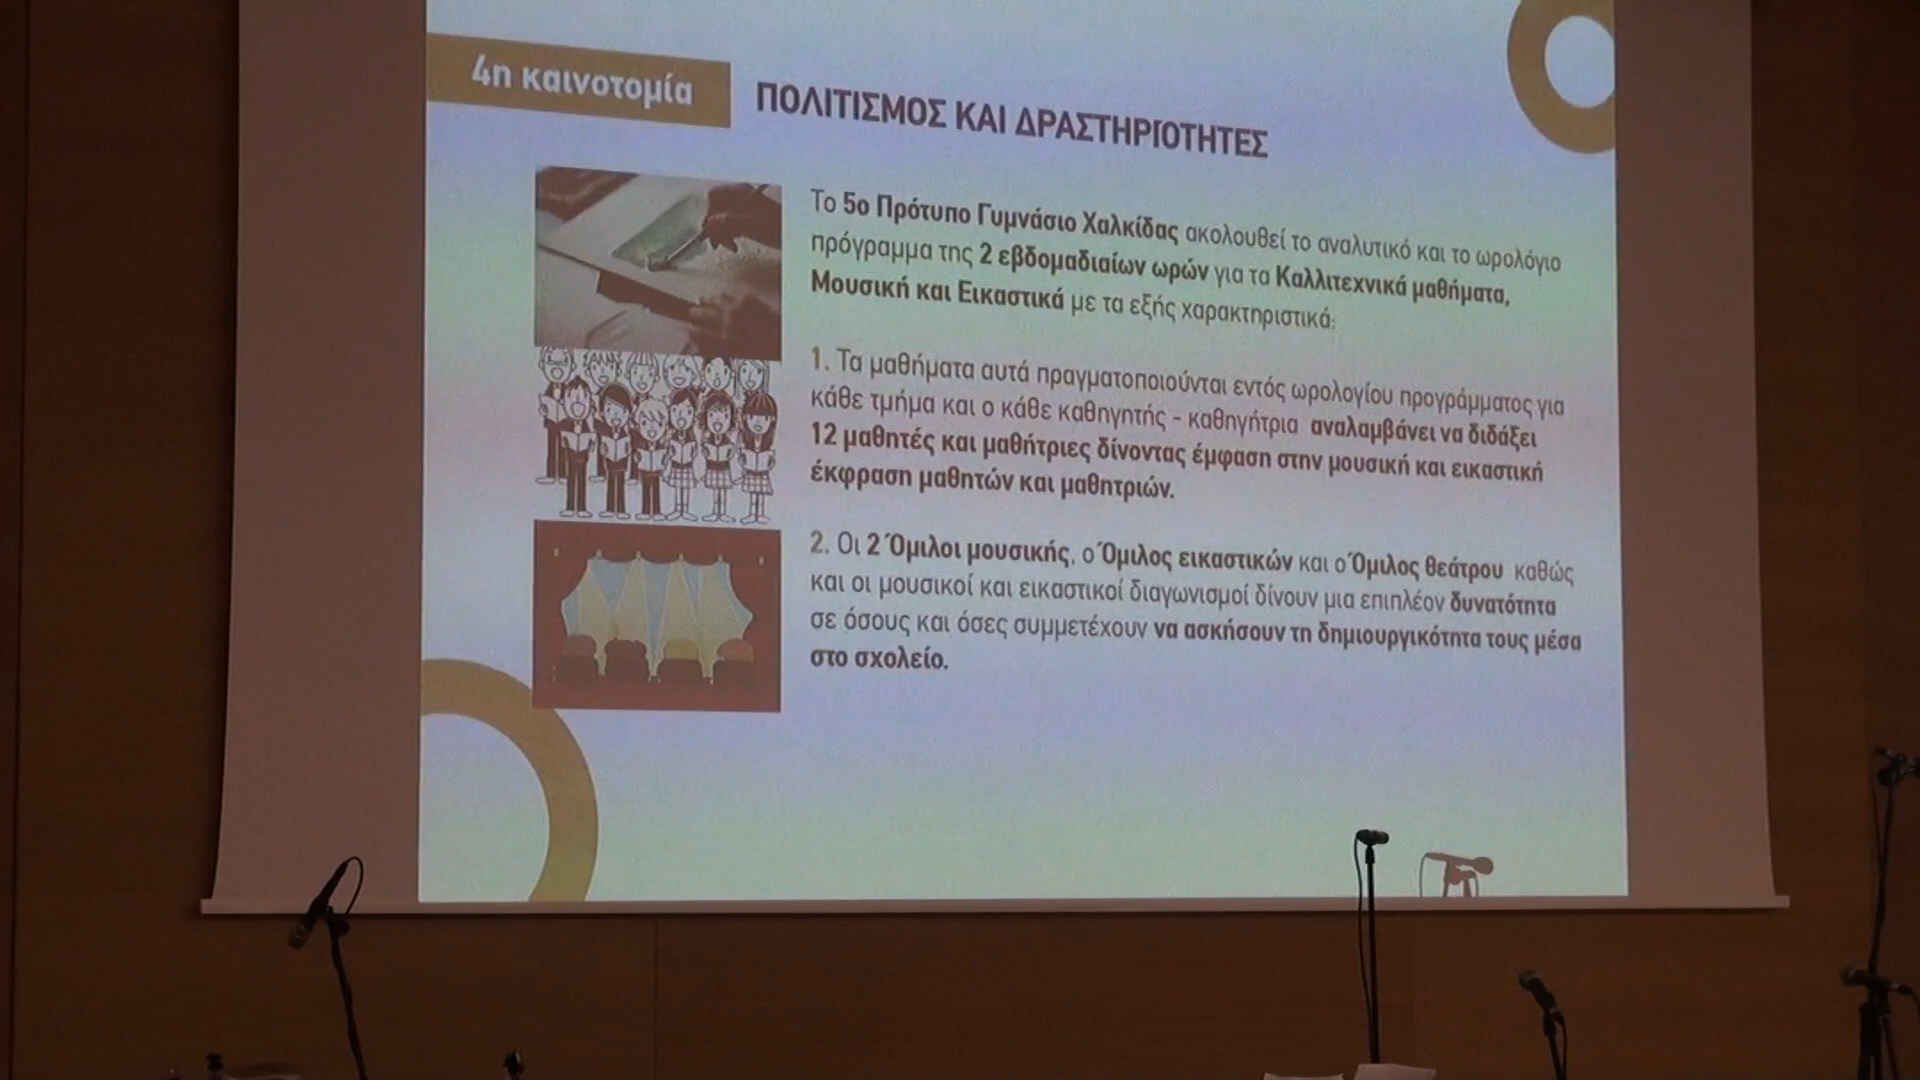 4η καινοτομία
ΠΟΛΙΤΙΣΜΟΣ ΚΑΙ ΔΡΑΣΤΗΡΙΟΤΗΤΕΣ
Το 5ο Πρότυπο Γυμνάσιο Χαλκίδας ακολουθεί το αναλυτικό και το ωρολόγιο
πρόγραμμα της 2 εβδομαδιαίων ωρών για τα Καλλιτεχνικά μαθήματα,
Μουσική και Εικαστικά με τα εξής χαρακτηριστικά:
1. Τα μαθήματα αυτά πραγματοποιούνται εντός ωρολογίου προγράμματος για
κάθε τμήμα και ο κάθε καθηγητής - καθηγήτρια αναλαμβάνει να διδάξει
12 μαθητές και μαθήτριες δίνοντας έμφαση στην μουσική και εικαστική
έκφραση μαθητών και μαθητριών.
2. Οι 2 Όμιλοι μουσικής, ο Όμιλος εικαστικών και ο Όμιλος θεάτρου καθώς
και οι μουσικοί και εικαστικοί διαγωνισμοί δίνουν μια επιπλέον δυνατότητα
σε όσους και όσες συμμετέχουν να ασκήσουν τη δημιουργικότητα τους μέσα
στο σχολείο.